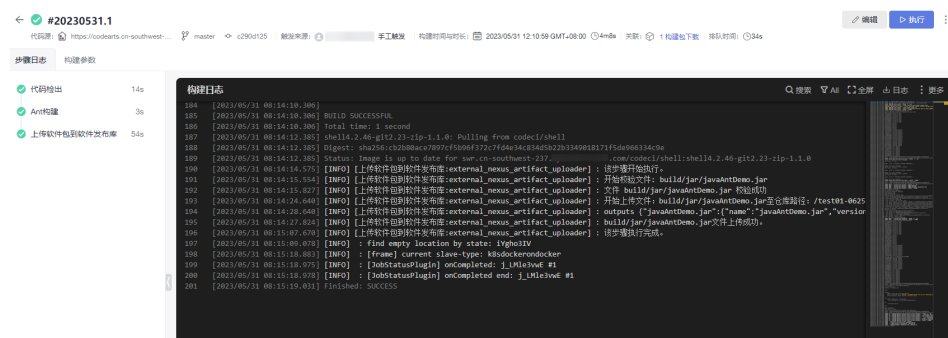 #20230531.1
编辑
执行
代码源: https://codearts.cn-southwest-... master c290d125 触发来源: 手工触发 构建时间与时长: 2023/05/31 12:10:59 GMT+08:00 4m8s 关联: 1 构建包下载 排队时间: 34s
步骤日志 构建参数
代码检出 14s
Ant构建 3s
上传软件包到软件发布库 54s
构建日志 搜索 All 全屏 日志 更多
184 [2023/05/31 08:14:10.306]
185 [2023/05/31 08:14:10.306] BUILD SUCCESSFUL
186 [2023/05/31 08:14:10.306] Total time: 1 second
187 [2023/05/31 08:14:12.385] shell4.2.46-git2.23-zip-1.1.0: Pulling from codeci/shell
188 [2023/05/31 08:14:12.385] Digest: sha256:cb2b80ace7897cf5b96f372c7fd4e34c834d5b22b3349018171f5de966334c9e
189 [2023/05/31 08:14:12.385] Status: Image is up to date for swr.cn-southwest-237. .com/codeci/shell:shell4.2.46-git2.23-zip-1.1.0
190 [2023/05/31 08:14:14.575] [INFO] [上传软件包到软件发布库:external_nexus_artifact_uploader] : 该步骤开始执行。
191 [2023/05/31 08:14:15.554] [INFO] [上传软件包到软件发布库:external_nexus_artifact_uploader] : 开始校验文件: build/jar/javaAntDemo.jar
192 [2023/05/31 08:14:15.827] [INFO] [上传软件包到软件发布库:external_nexus_artifact_uploader] : 文件 build/jar/javaAntDemo.jar 校验成功
193 [2023/05/31 08:14:24.640] [INFO] [上传软件包到软件发布库:external_nexus_artifact_uploader] : 开始上传文件: build/jar/javaAntDemo.jar至仓库路径: /test01-0625
194 [2023/05/31 08:14:28.640] [INFO] [上传软件包到软件发布库:external_nexus_artifact_uploader] : outputs {"javaAntDemo.jar":{"name":"javaAntDemo.jar","version
195 [2023/05/31 08:14:27.824] [INFO] [上传软件包到软件发布库:external_nexus_artifact_uploader] : build/jar/javaAntDemo.jar文件上传成功。
196 [2023/05/31 08:15:07.670] [INFO] [上传软件包到软件发布库:external_nexus_artifact_uploader] : 该步骤执行完成。
197 [2023/05/31 08:15:09.078] [INFO] : find empty location by state: iYgho3IV
198 [2023/05/31 08:15:18.883] [INFO] : [frame] current slave-type: k8sdockerondocker
199 [2023/05/31 08:15:18.975] [INFO] : [JobStatusPlugin] onCompleted: j_LMle3vwE #1
200 [2023/05/31 08:15:18.978] [INFO] : [JobStatusPlugin] onCompleted end: j_LMle3vwE #1
201 [2023/05/31 08:15:19.031] Finished: SUCCESS